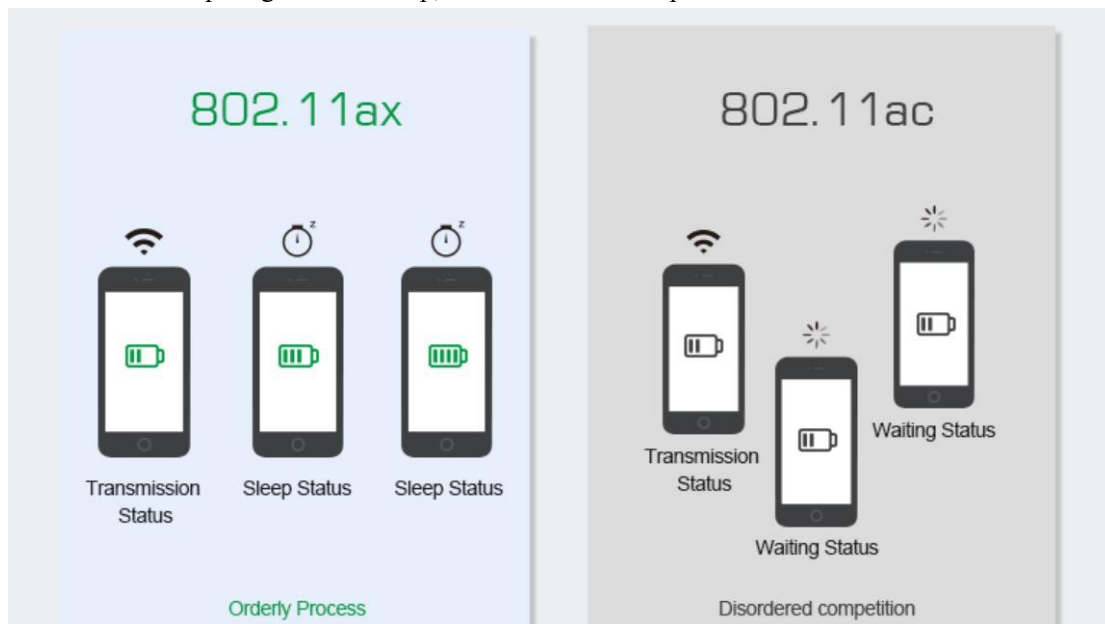 802.11ax
Transmission
Status
Sleep Status
Sleep Status
Orderly Process
802.11ac
Transmission
Status
Waiting Status
Waiting Status
Disordered competition